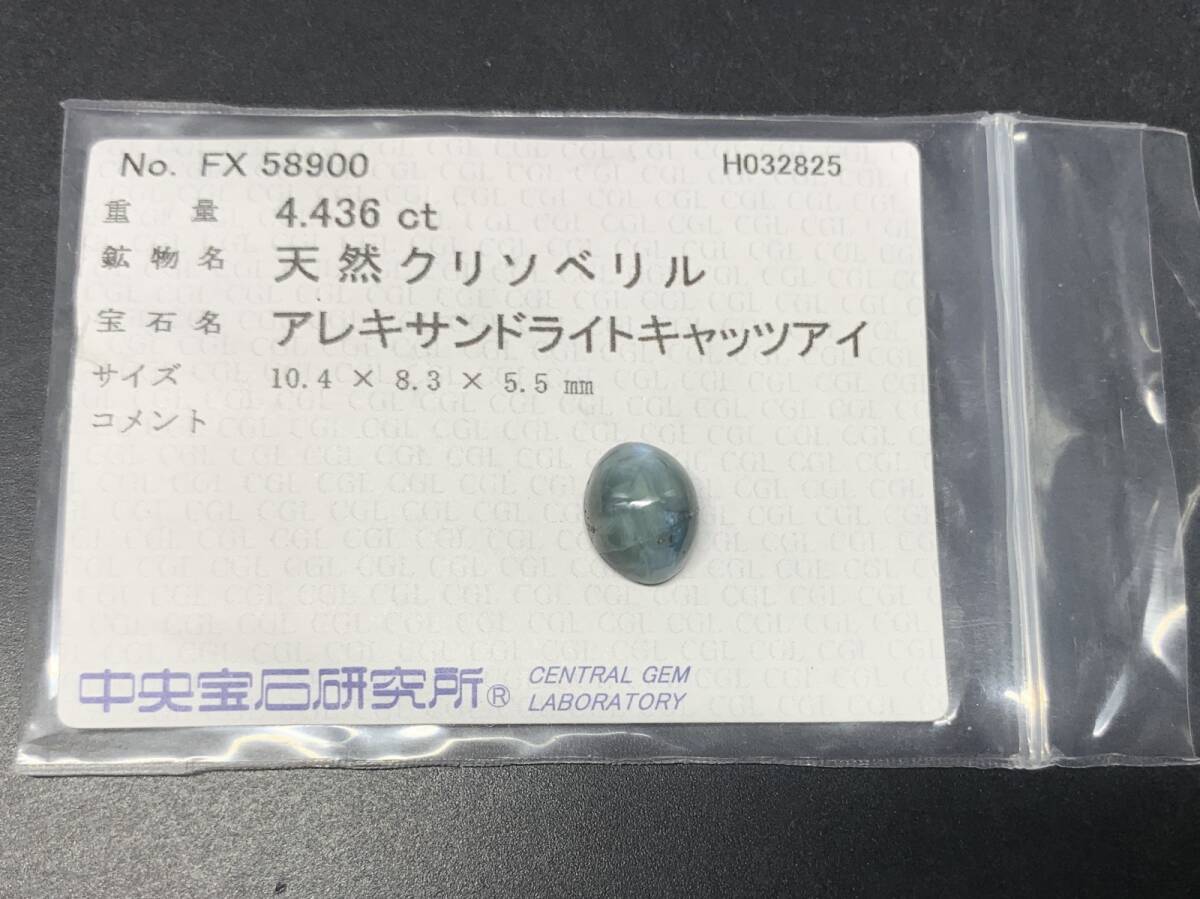 No. FX 58900 H032825
重 量 4.436 ct
鉱物名 天然クリソベリル
宝石名 アレキサンドライトキャッツアイ
サイズ 10.4 × 8.3 × 5.5 ㎜
コメント
中央宝石研究所® CENTRAL GEM
LABORATORY